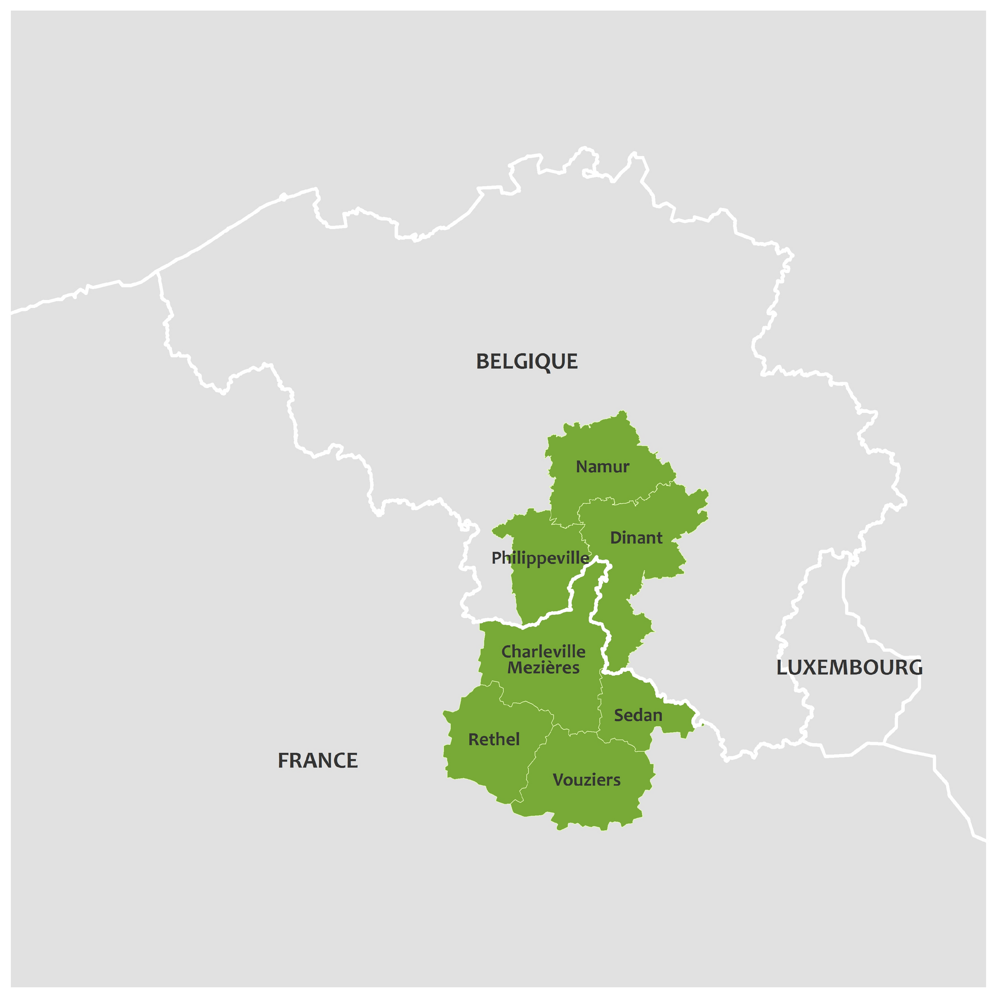 BELGIQUE
Namur
Dinant
Philippeville
Charleville
Mezières
LUXEMBOURG
Sedan
Rethel
FRANCE
Vouziers